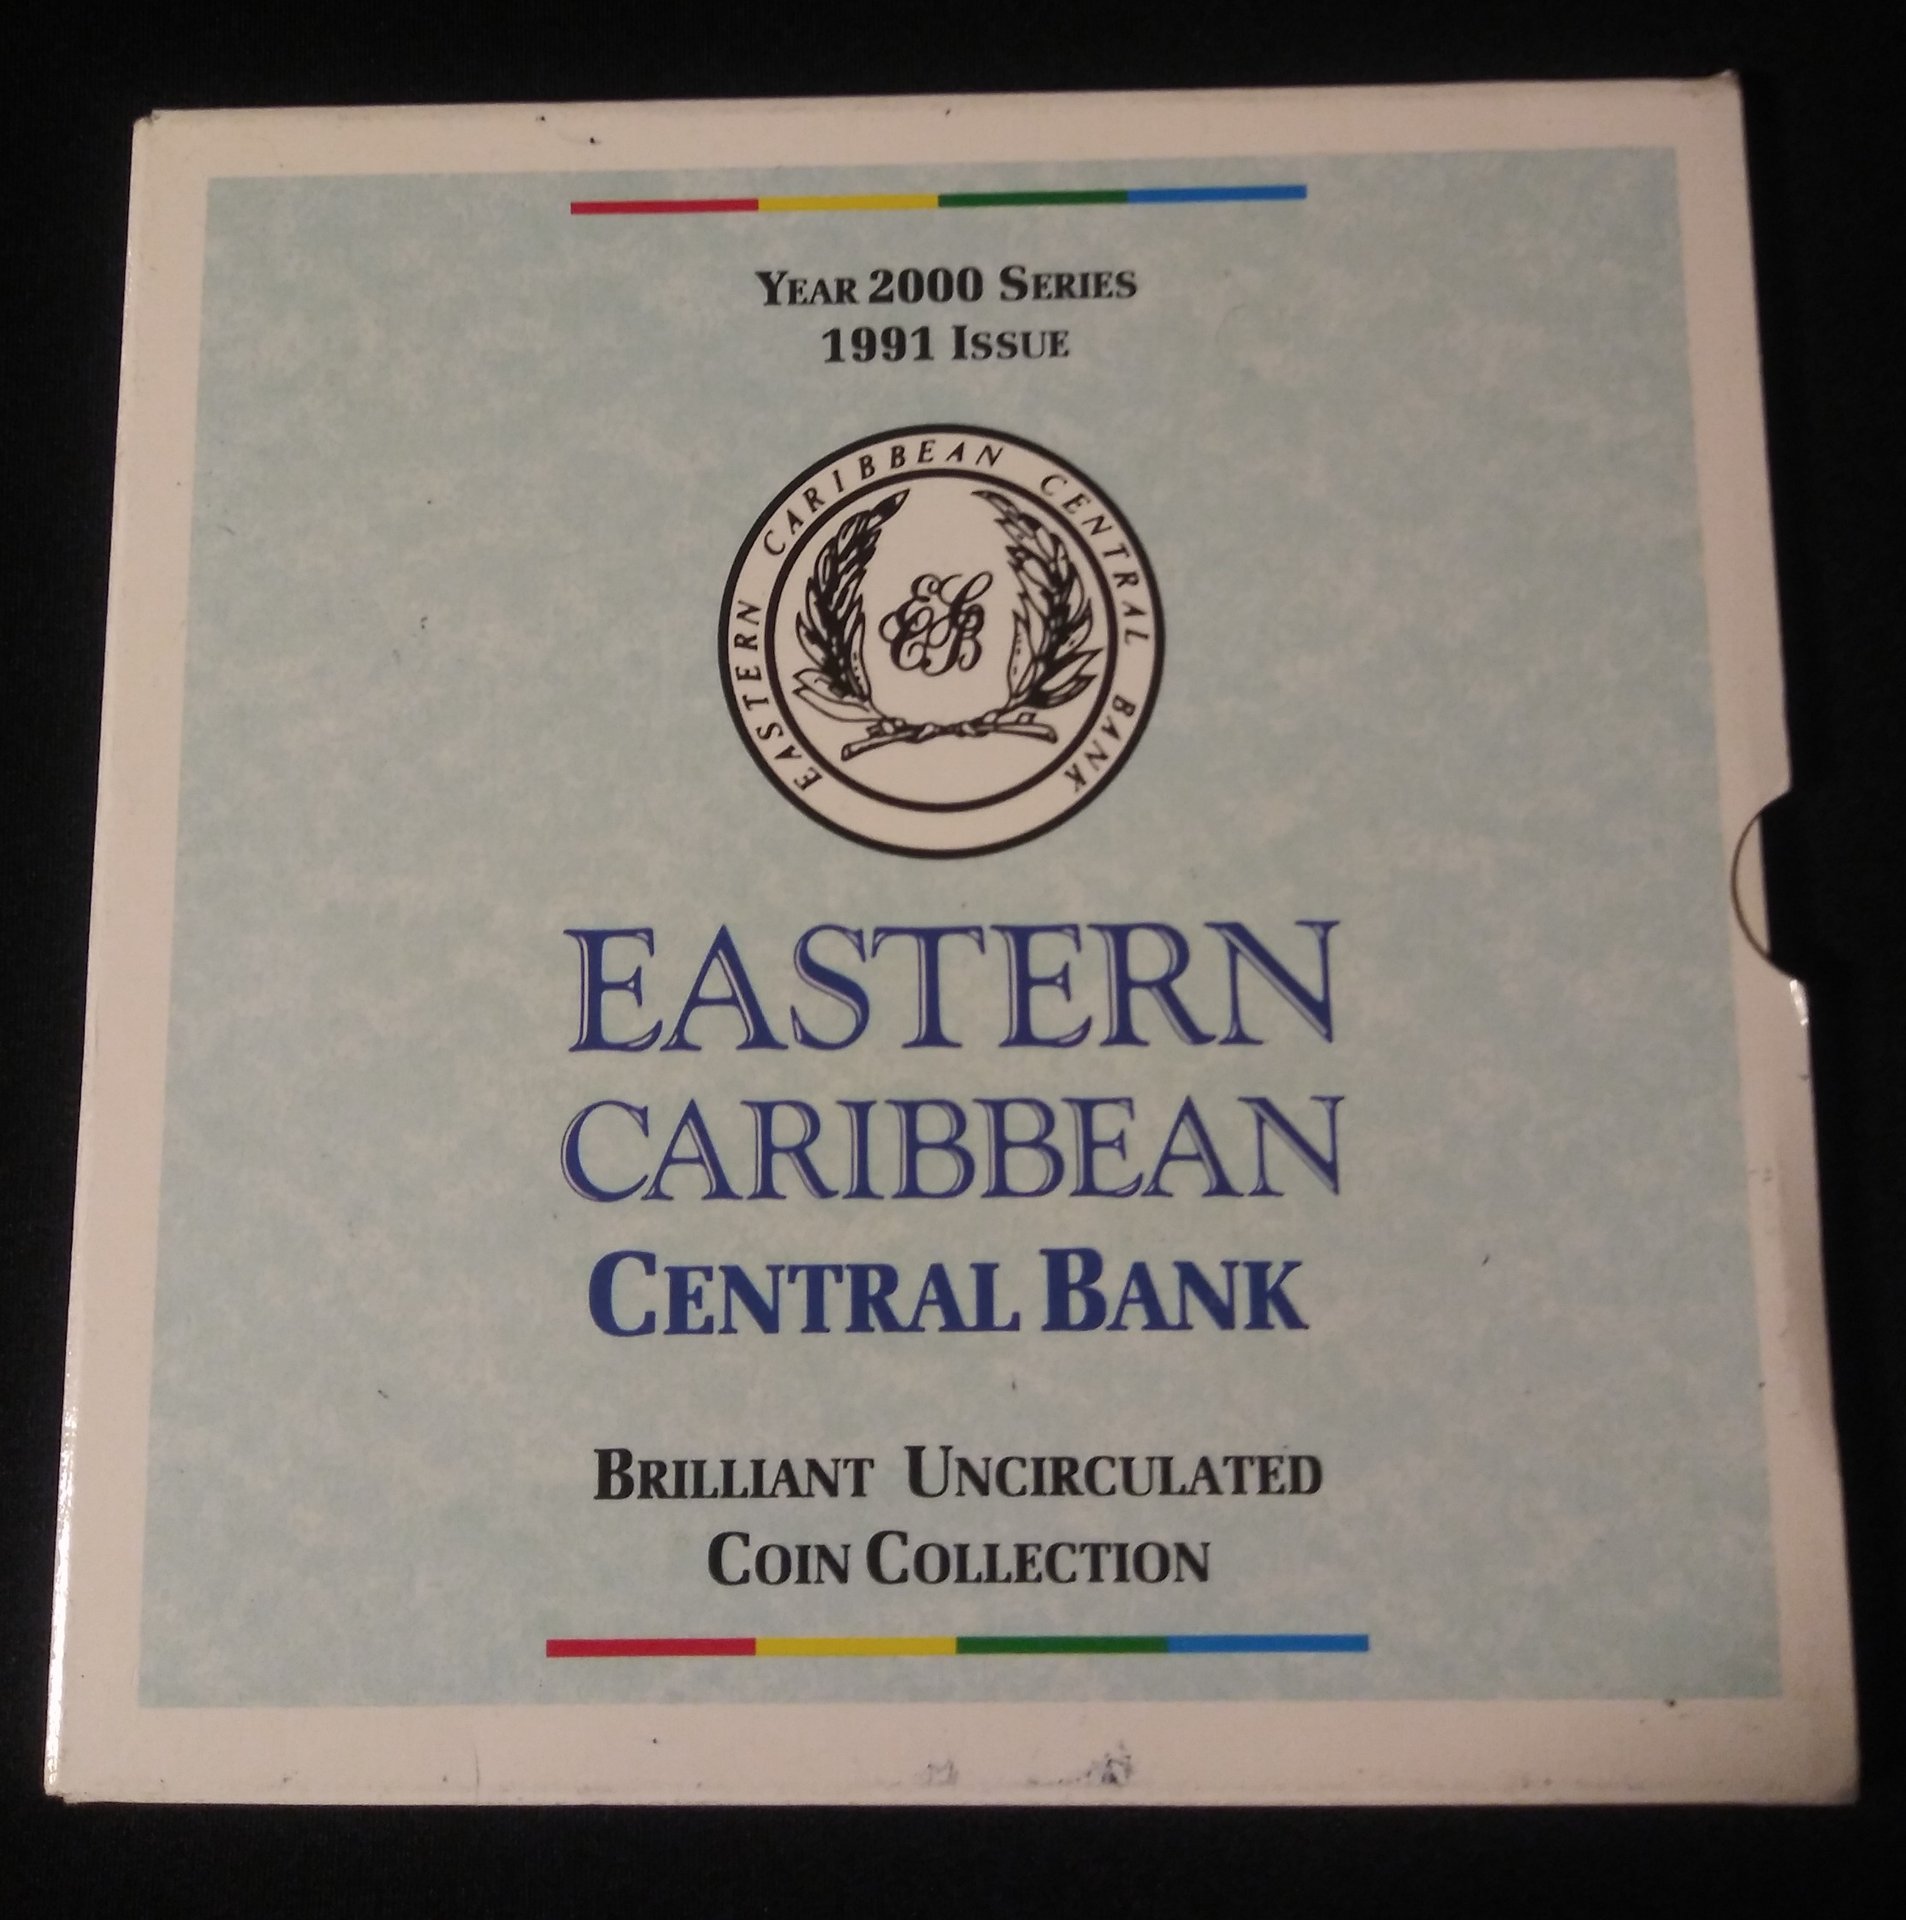 YEAR 2000 SERIES
1991 ISSUE
EASTERN CARIBBEAN CENTRAL BANK
ECB
EASTERN
CARIBBEAN
CENTRAL BANK
BRILLIANT UNCIRCULATED
COIN COLLECTION